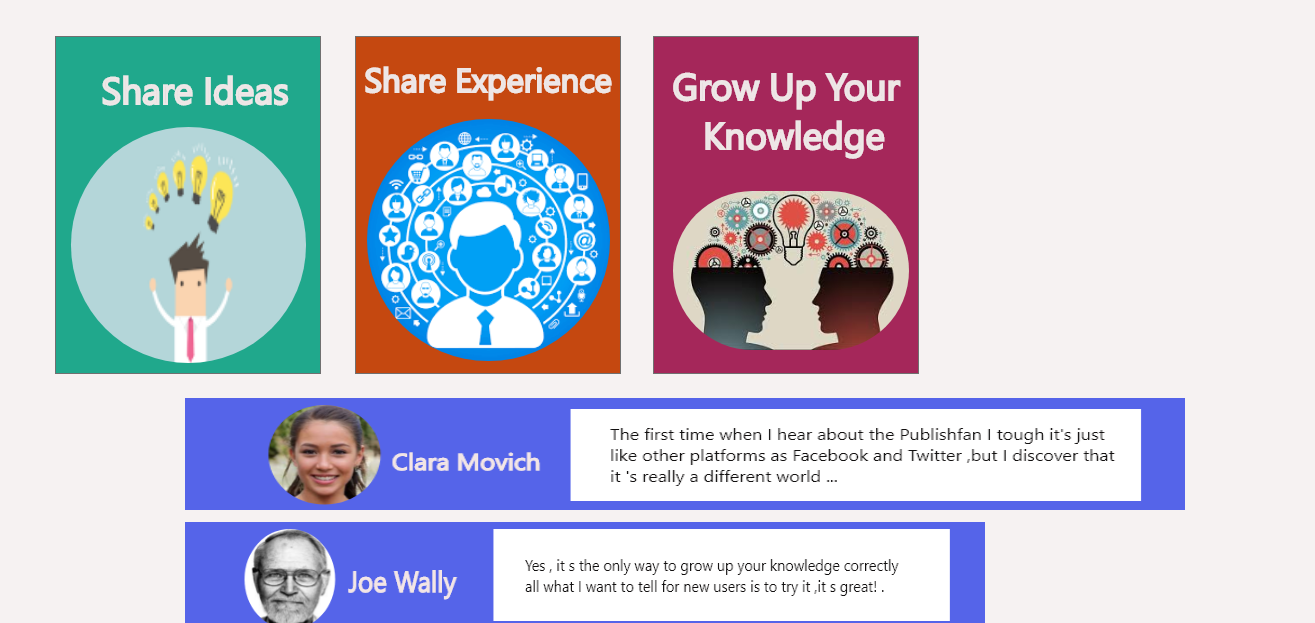 Share Ideas
Share Experience
Grow Up Your
Knowledge
Clara Movich
The first time when I hear about the Publishfan I tough it's just
like other platforms as Facebook and Twitter ,but I discover that
it 's really a different world ...
Joe Wally
Yes , it s the only way to grow up your knowledge correctly
all what I want to tell for new users is to try it ,it s great! .